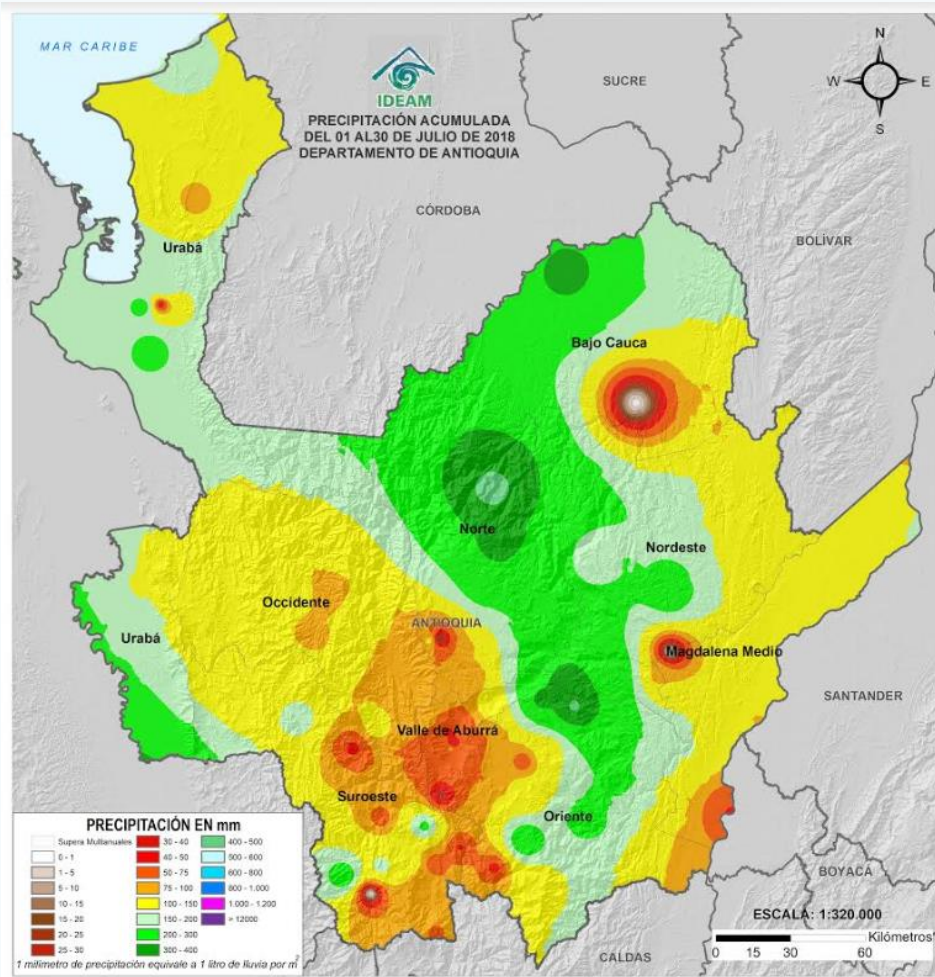 MAR CARIBE
IDEAM
PRECIPITACIÓN ACUMULADA
DEL 01 AL30 DE JULIO DE 2018
DEPARTAMENTO DE ANTIOQUIA
N
W
E
S
SUCRE
CÓRDOBA
BOLÍVAR
Urabá
Bajo Cauca
Norte
Nordeste
Occidente
ANTIOQUIA
Urabá
Magdalena Medio
SANTANDER
Valle de Aburrá
Suroeste
Oriente
BOYACÁ
CALDAS
PRECIPITACIÓN EN mm
Supera Multianuales
0 - 1
1 - 5
5 - 10
10 - 15
15 - 20
20 - 25
25 - 30
30 - 40
40 - 50
50 - 75
75 - 100
100 - 150
150 - 200
200 - 300
300 - 400
400 - 500
500 - 600
600 - 800
800 - 1.000
1.000 - 1.200
> 12000
1 milímetro de precipitación equivale a 1 litro de lluvia por m²
ESCALA: 1:320.000
Kilómetros
0 15 30 60